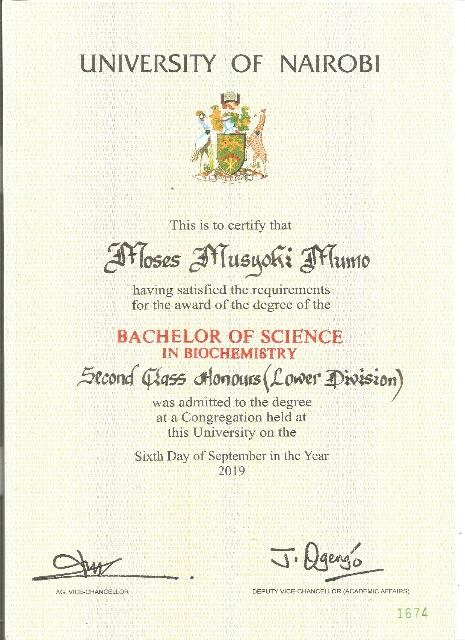 UNIVERSITY OF NAIROBI
This is to certify that
Moses Musyoki Mumo
having satisfied the requirements
for the award of the degree of the
BACHELOR OF SCIENCE
IN BIOCHEMISTRY
Second Class Honours (Lower Division)
was admitted to the degree
at a Congregation held at
this University on the
Sixth Day of September in the Year
2019
J. Ogeng'o
AG. VICE-CHANCELLOR
DEPUTY VICE-CHANCELLOR (ACADEMIC AFFAIRS)
1674